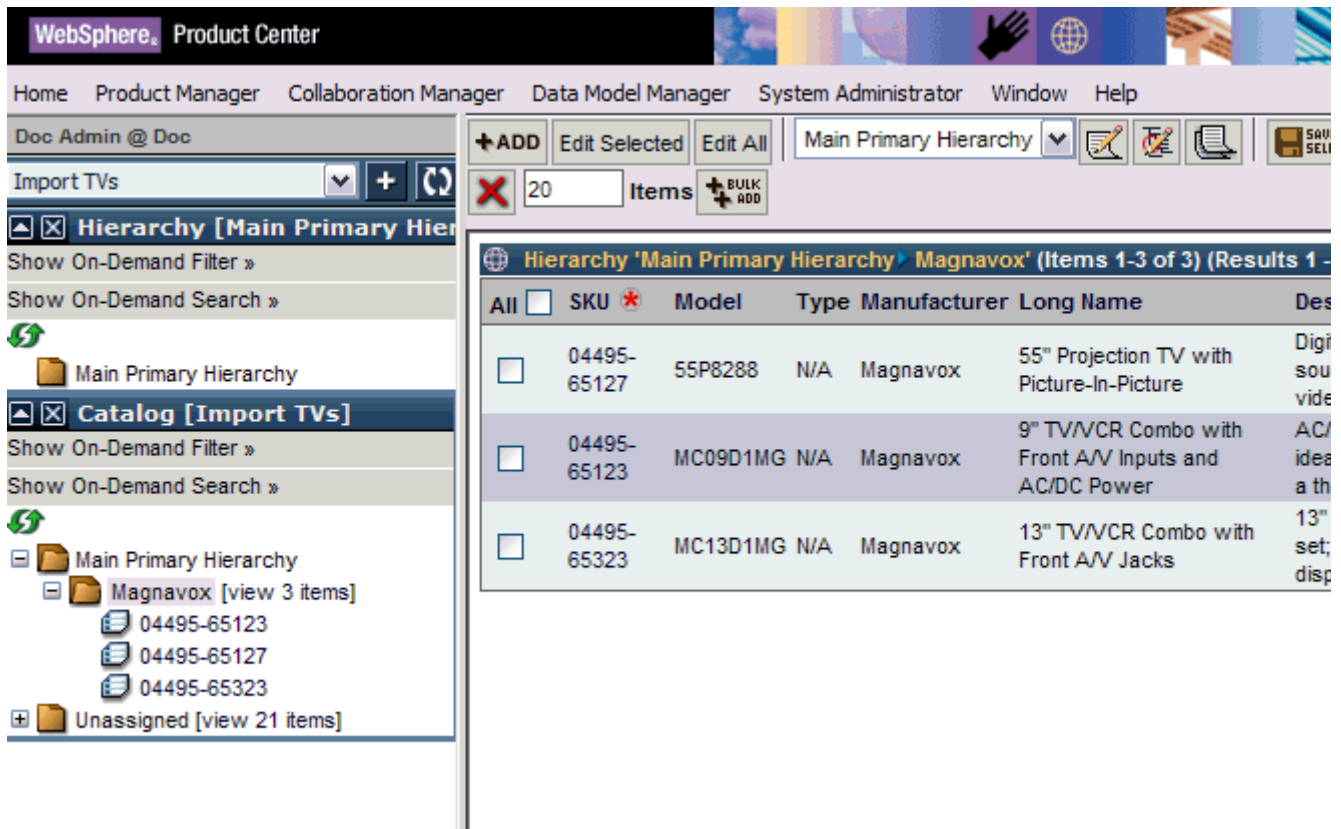 WebSphere® Product Center
Home Product Manager Collaboration Manager Data Model Manager System Administrator Window Help
Doc Admin @ Doc
Import TVs
Hierarchy [Main Primary Hier
Show On-Demand Filter »
Show On-Demand Search »
Main Primary Hierarchy
Catalog [Import TVs]
Show On-Demand Filter »
Show On-Demand Search »
Main Primary Hierarchy
Magnavox [view 3 items]
04495-65123
04495-65127
04495-65323
Unassigned [view 21 items]
+ADD Edit Selected Edit All Main Primary Hierarchy
20 Items BULK
ADD
Hierarchy 'Main Primary Hierarchy Magnavox' (Items 1-3 of 3) (Results 1 -
All SKU Model Type Manufacturer Long Name
04495-
65127
55P8288 N/A Magnavox
55" Projection TV with
Picture-In-Picture
04495-
65123
MC09D1MG N/A Magnavox
9" TV/VCR Combo with
Front A/V Inputs and
AC/DC Power
a th
04495-
65323
MC13D1MG N/A Magnavox
13" TV/VCR Combo with
Front A/V Jacks
13"
set;